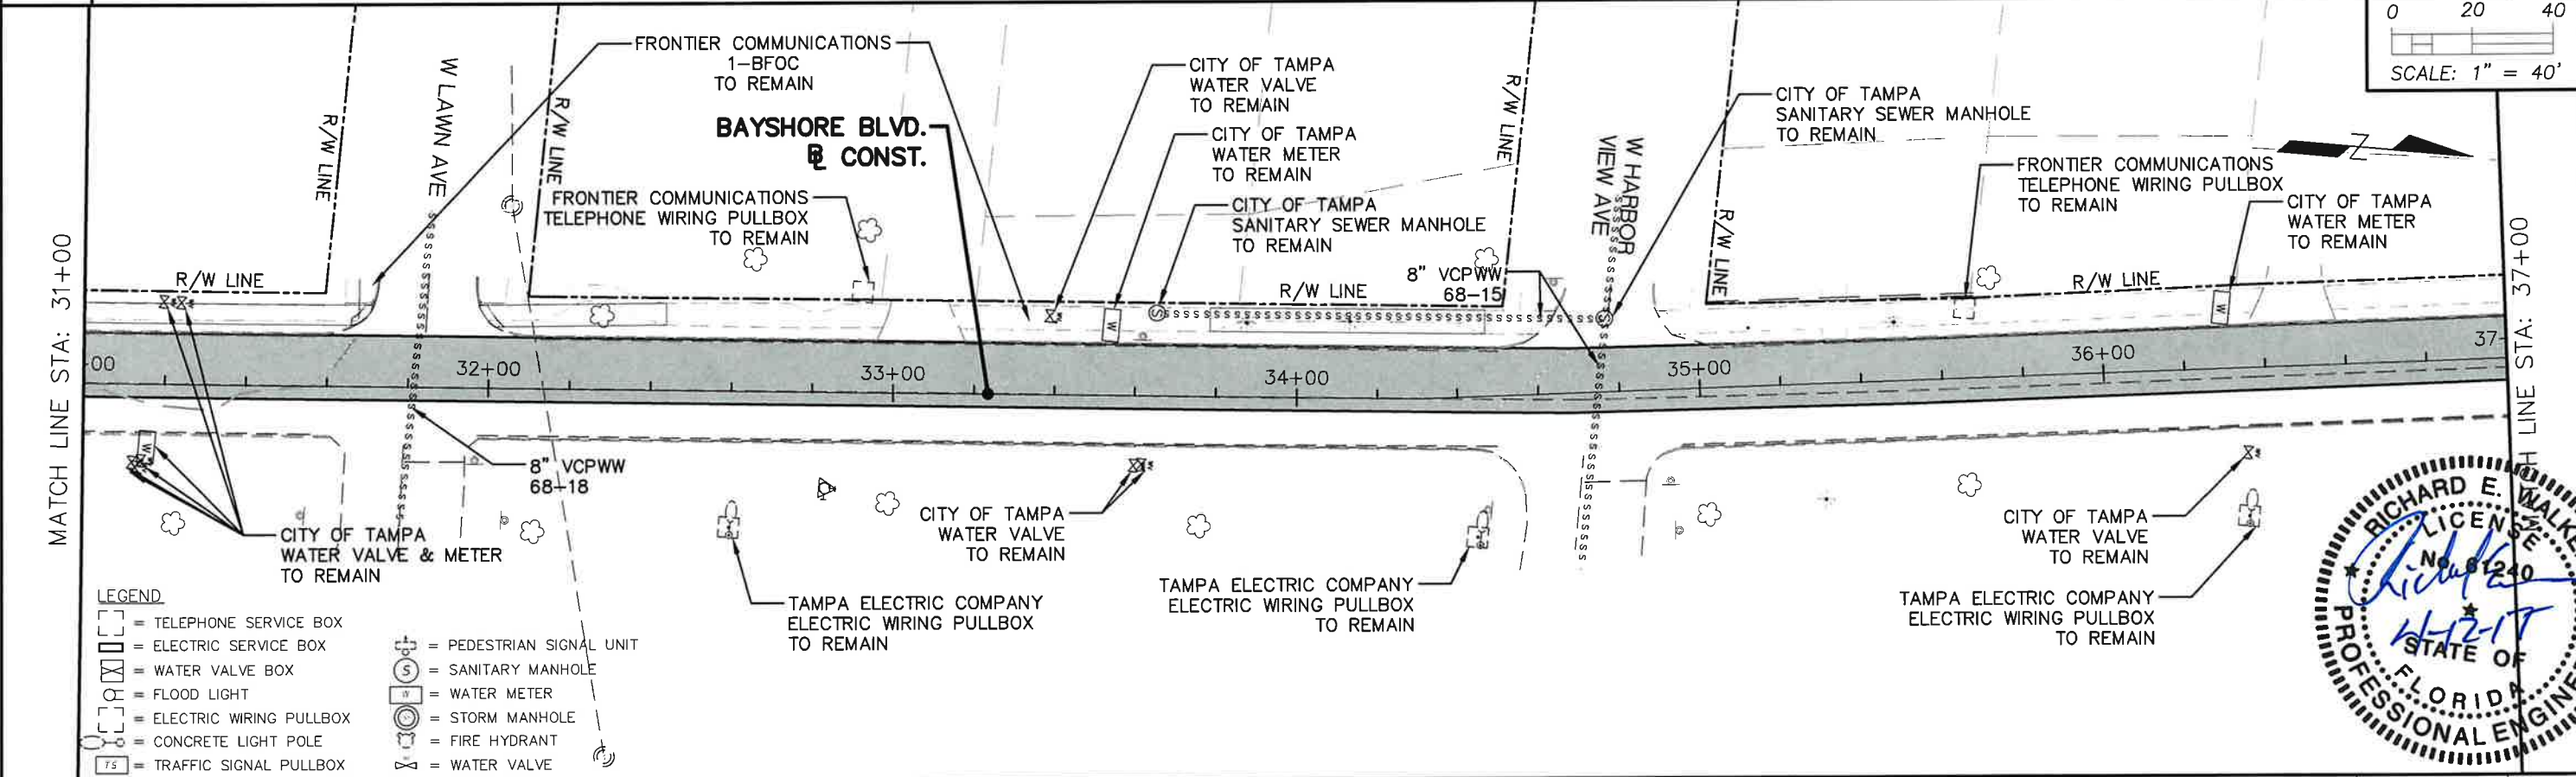 0 20 40
SCALE: 1" = 40'
MATCH LINE STA: 31+00
R/W LINE
R/W LINE
W LAWN AVE
R/W LINE
FRONTIER COMMUNICATIONS
1-BFOC
TO REMAIN
BAYSHORE BLVD.
℄ CONST.
FRONTIER COMMUNICATIONS
TELEPHONE WIRING PULLBOX
TO REMAIN
CITY OF TAMPA
WATER VALVE
TO REMAIN
CITY OF TAMPA
WATER METER
TO REMAIN
CITY OF TAMPA
SANITARY SEWER MANHOLE
TO REMAIN
R/W LINE
R/W LINE
8" VCPWW
68-15
W HARBOR
VIEW AVE
CITY OF TAMPA
SANITARY SEWER MANHOLE
TO REMAIN
R/W LINE
FRONTIER COMMUNICATIONS
TELEPHONE WIRING PULLBOX
TO REMAIN
CITY OF TAMPA
WATER METER
TO REMAIN
R/W LINE
Z
00 32+00 33+00 34+00 35+00 36+00 37
8" VCPWW
68-18
CITY OF TAMPA
WATER VALVE & METER
TO REMAIN
TAMPA ELECTRIC COMPANY
ELECTRIC WIRING PULLBOX
TO REMAIN
CITY OF TAMPA
WATER VALVE
TO REMAIN
TAMPA ELECTRIC COMPANY
ELECTRIC WIRING PULLBOX
TO REMAIN
CITY OF TAMPA
WATER VALVE
TO REMAIN
TAMPA ELECTRIC COMPANY
ELECTRIC WIRING PULLBOX
TO REMAIN
LINE STA: 37+00
LEGEND
= TELEPHONE SERVICE BOX
= ELECTRIC SERVICE BOX
= WATER VALVE BOX
= FLOOD LIGHT
= ELECTRIC WIRING PULLBOX
= CONCRETE LIGHT POLE
TS = TRAFFIC SIGNAL PULLBOX
= PEDESTRIAN SIGNAL UNIT
S = SANITARY MANHOLE
W = WATER METER
= STORM MANHOLE
= FIRE HYDRANT
= WATER VALVE
RICHARD E. WALKE
LICENSE
No. 61240
4-12-17
STATE OF
FLORIDA
PROFESSIONAL ENGINE